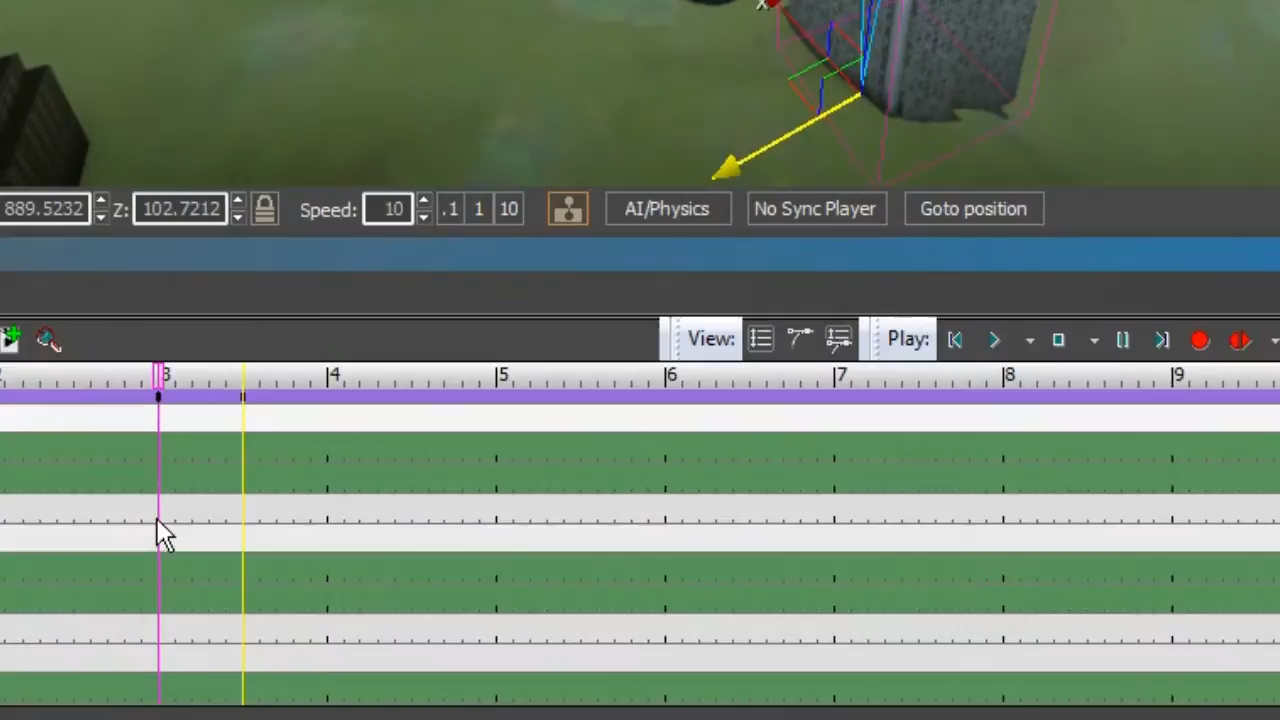 x
889.5232 Z: 102.7212 Speed: 10 .1 1 10 AI/Physics No Sync Player Goto position
View: Play:
2 3 4 5 6 7 8 9